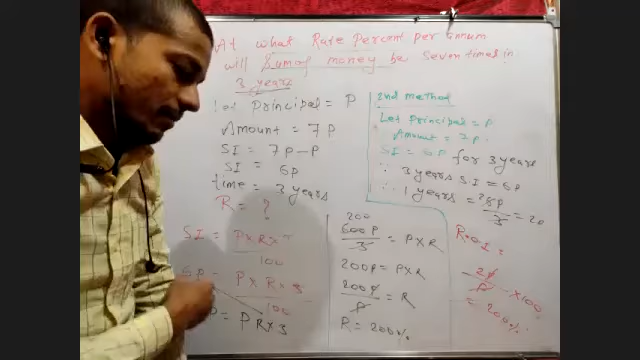 At what Rate Percent per annum
will Sum of money be Seven times in
3 years
Let Principal = P
Amount = 7P
SI = 7P - P
SI = 6P
time = 3 years
R = ?
SI = P×R×
100
P × R × 3
100
= P R × 3
2nd method
Let Principal = P
Amount = 7P.
SI = 6P for 3 years
∵ 3 years SI = 6P
∴ 1 years =
3
200
600P
3
= P×R
200P = P×R
200P
P
= R
R = 200%
R of I =
2P
P
× 100
= 200%